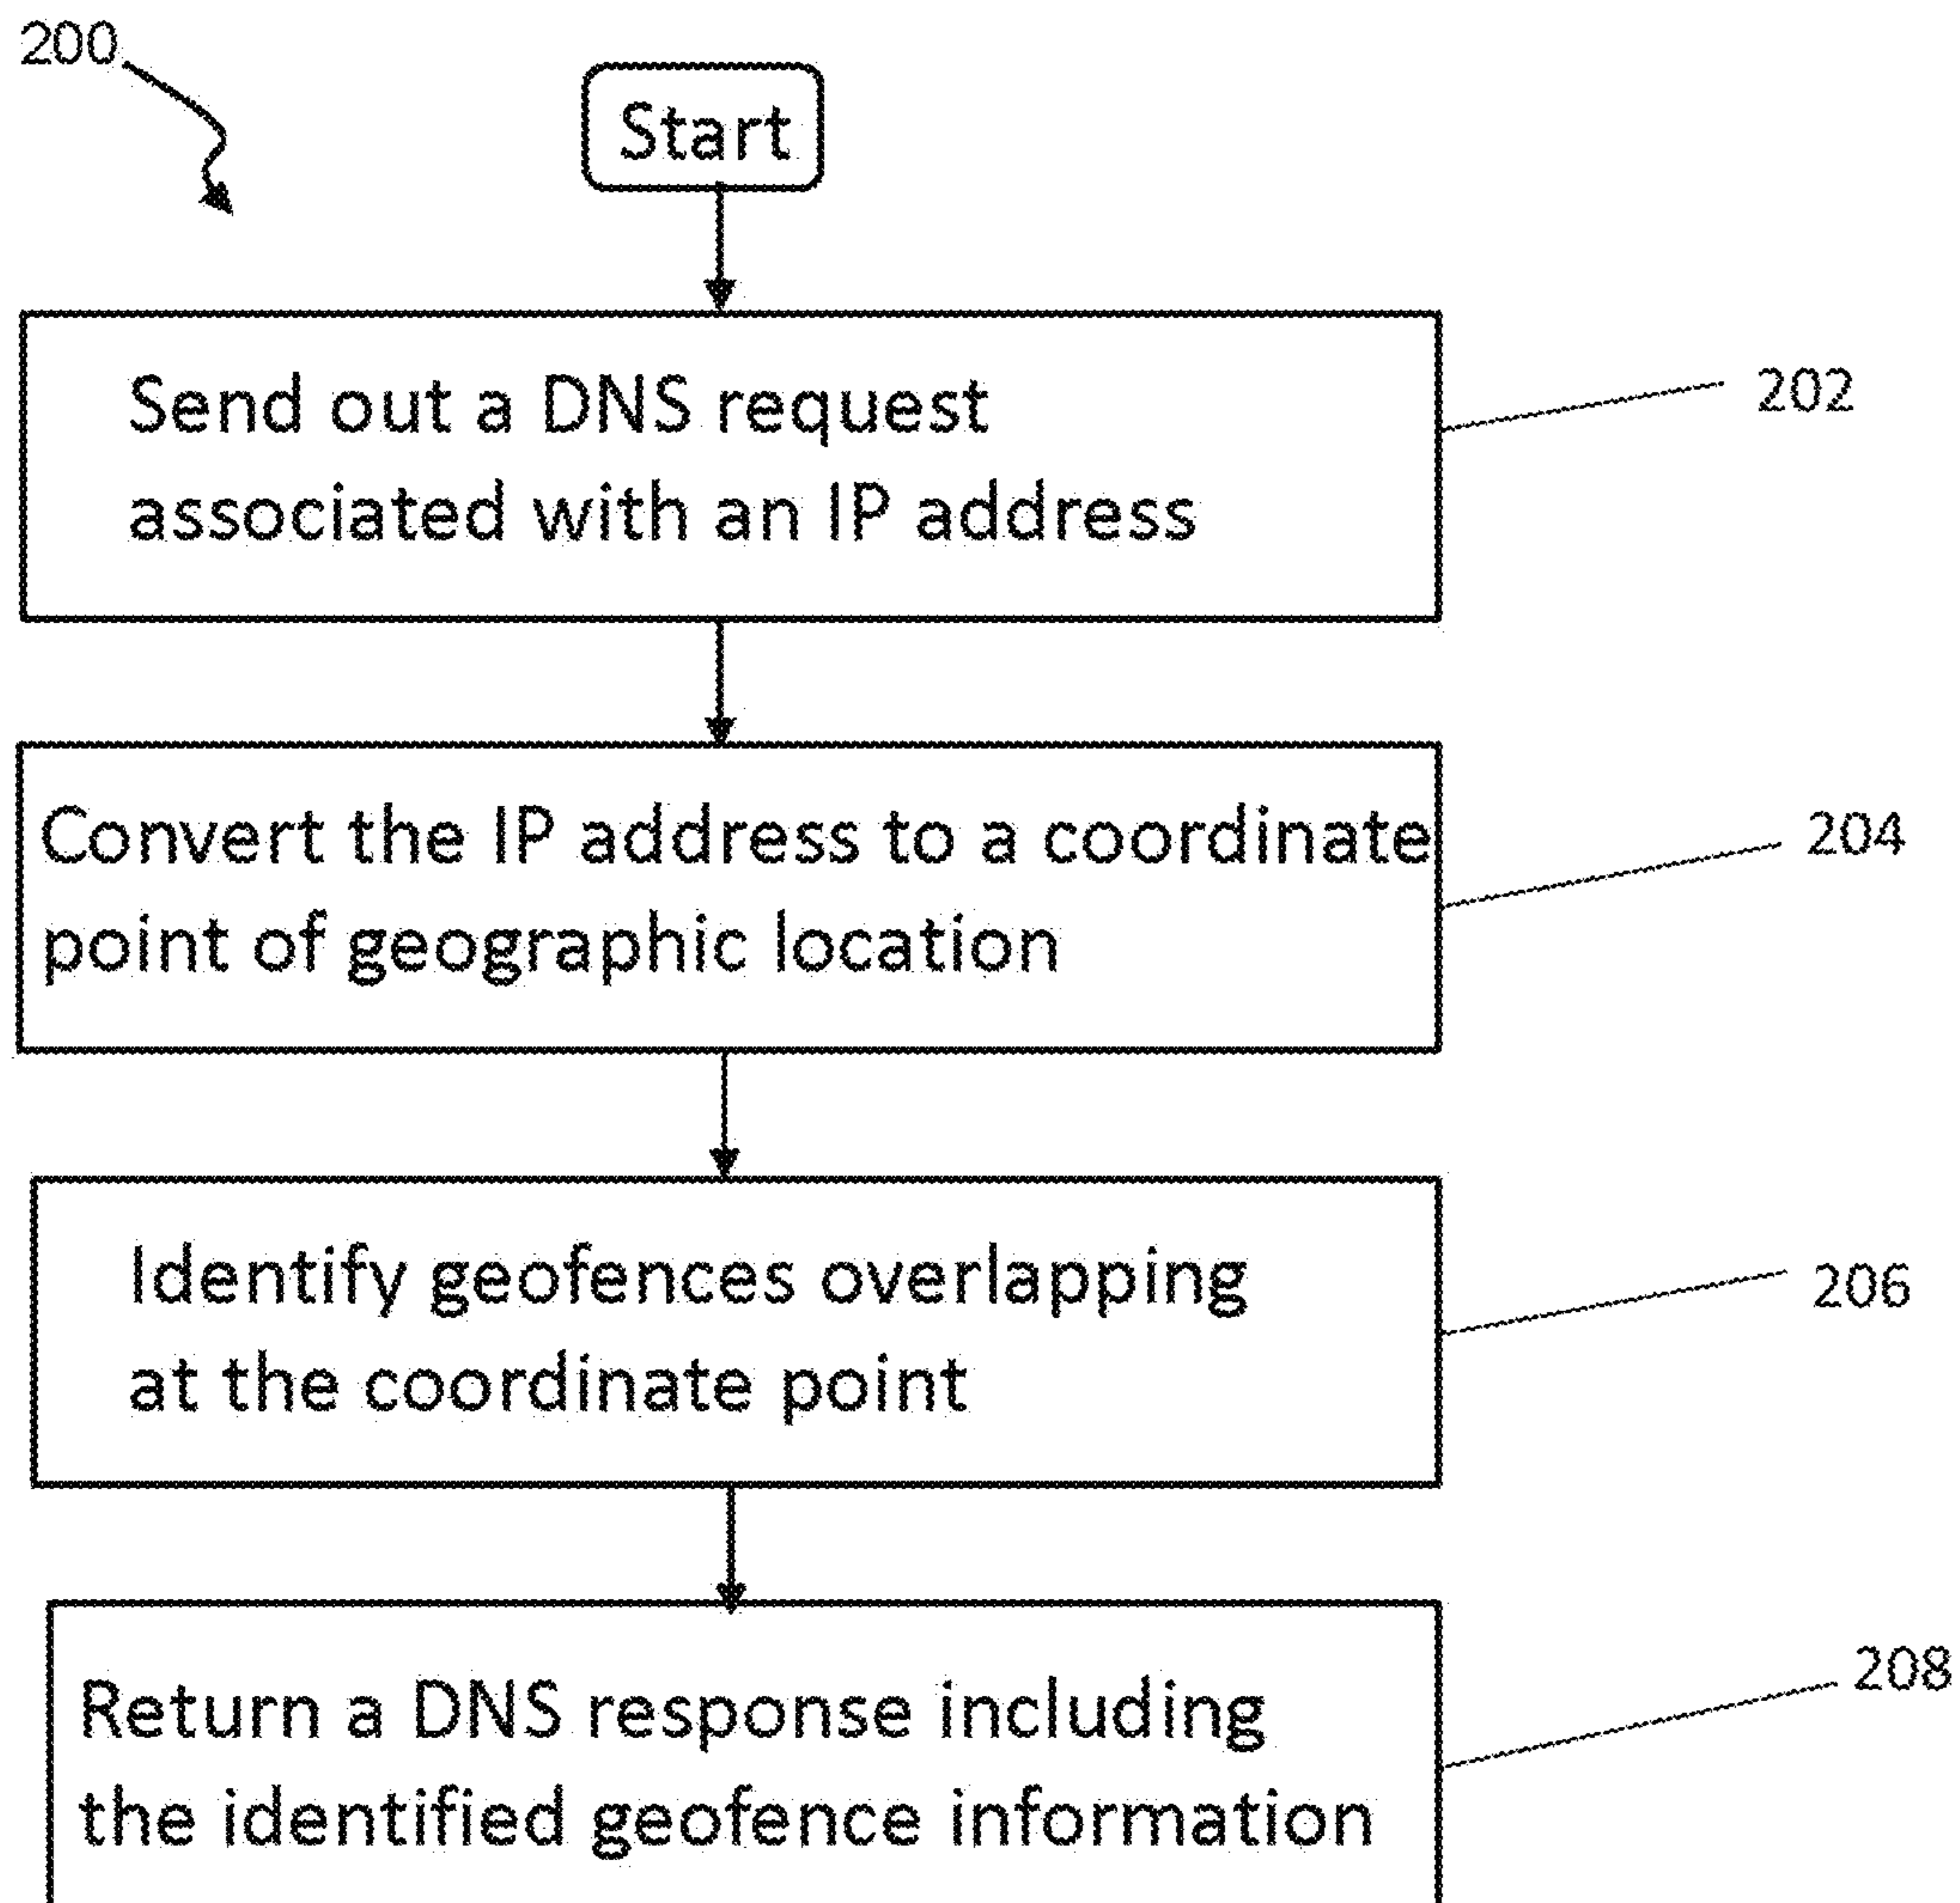 200
Start
Send out a DNS request
associated with an IP address
202
Convert the IP address to a coordinate
point of geographic location
204
Identify geofences overlapping
at the coordinate point
206
Return a DNS response including
the identified geofence information
208